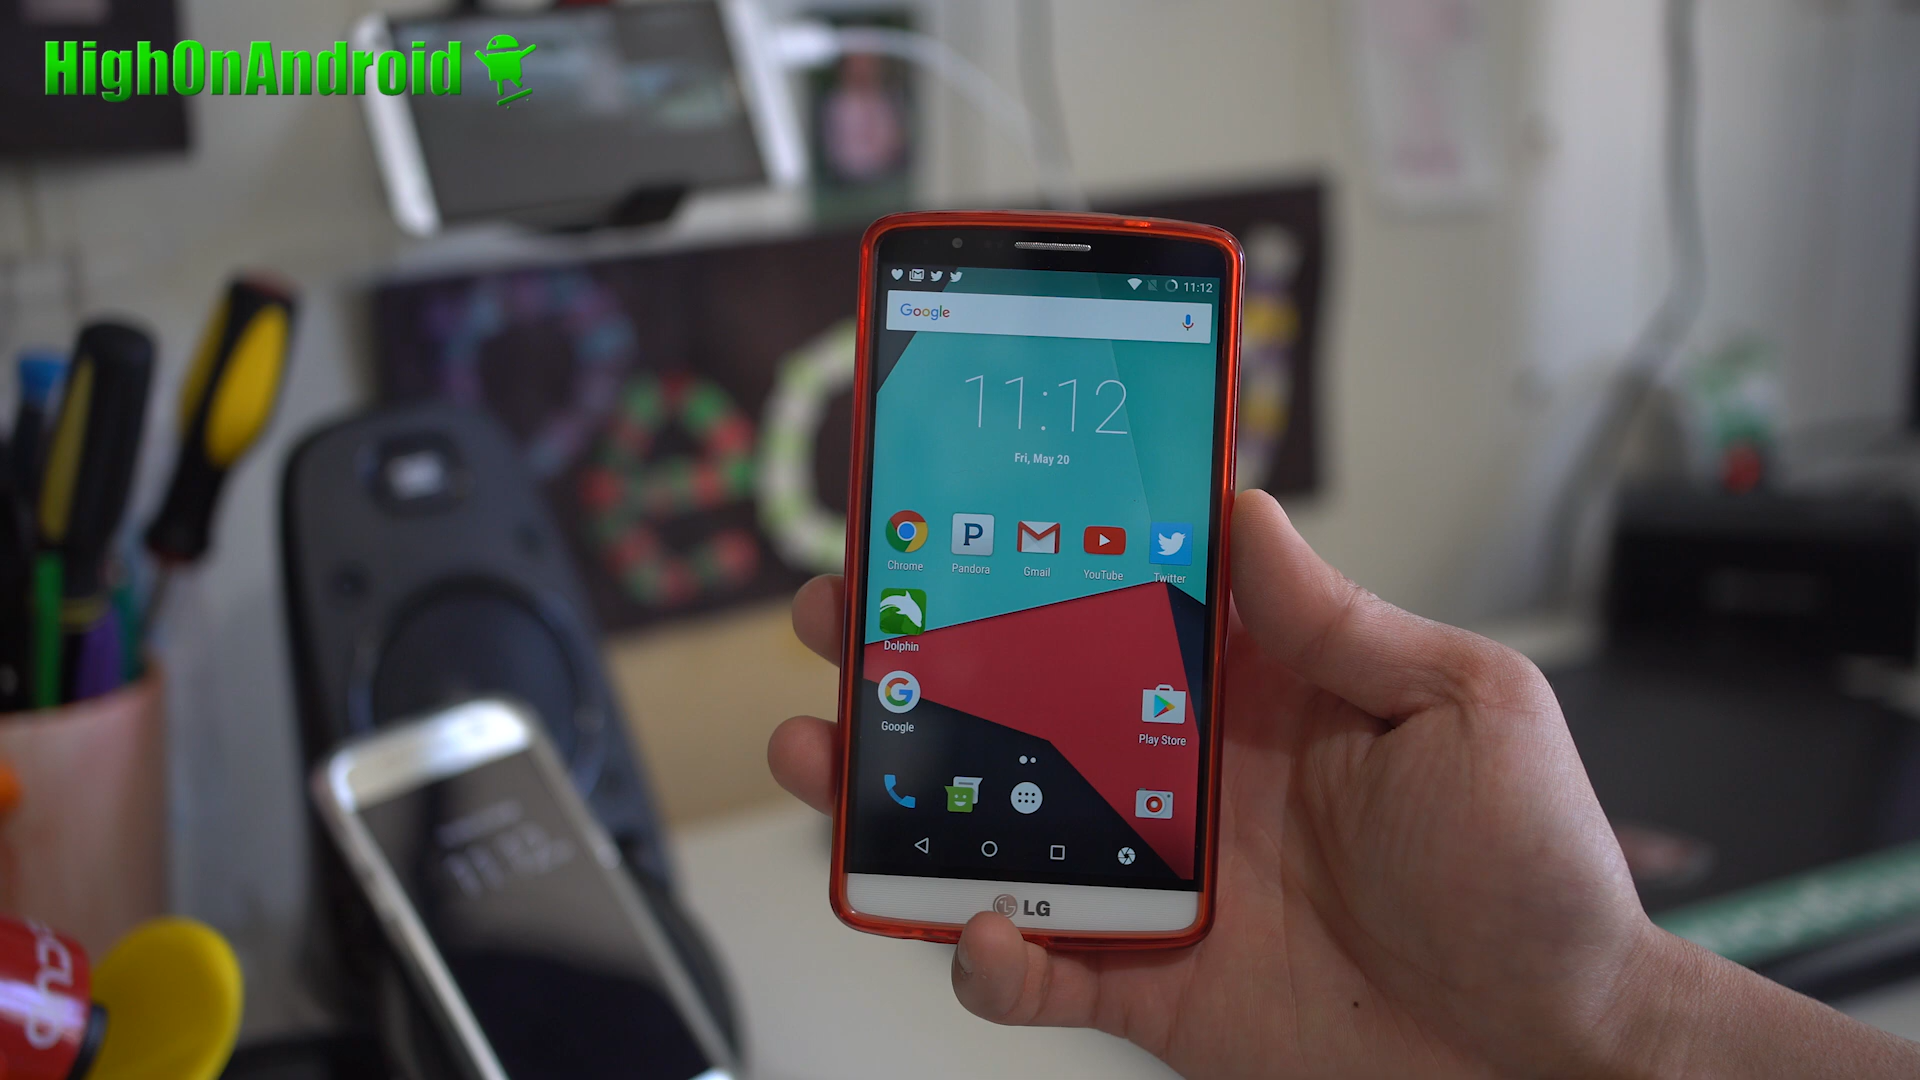 HighOnAndroid
11:12
Google
11:12
Fri, May 20
Chrome
Pandora
Gmail
YouTube
Twitter
Dolphin
Google
Play Store
LG